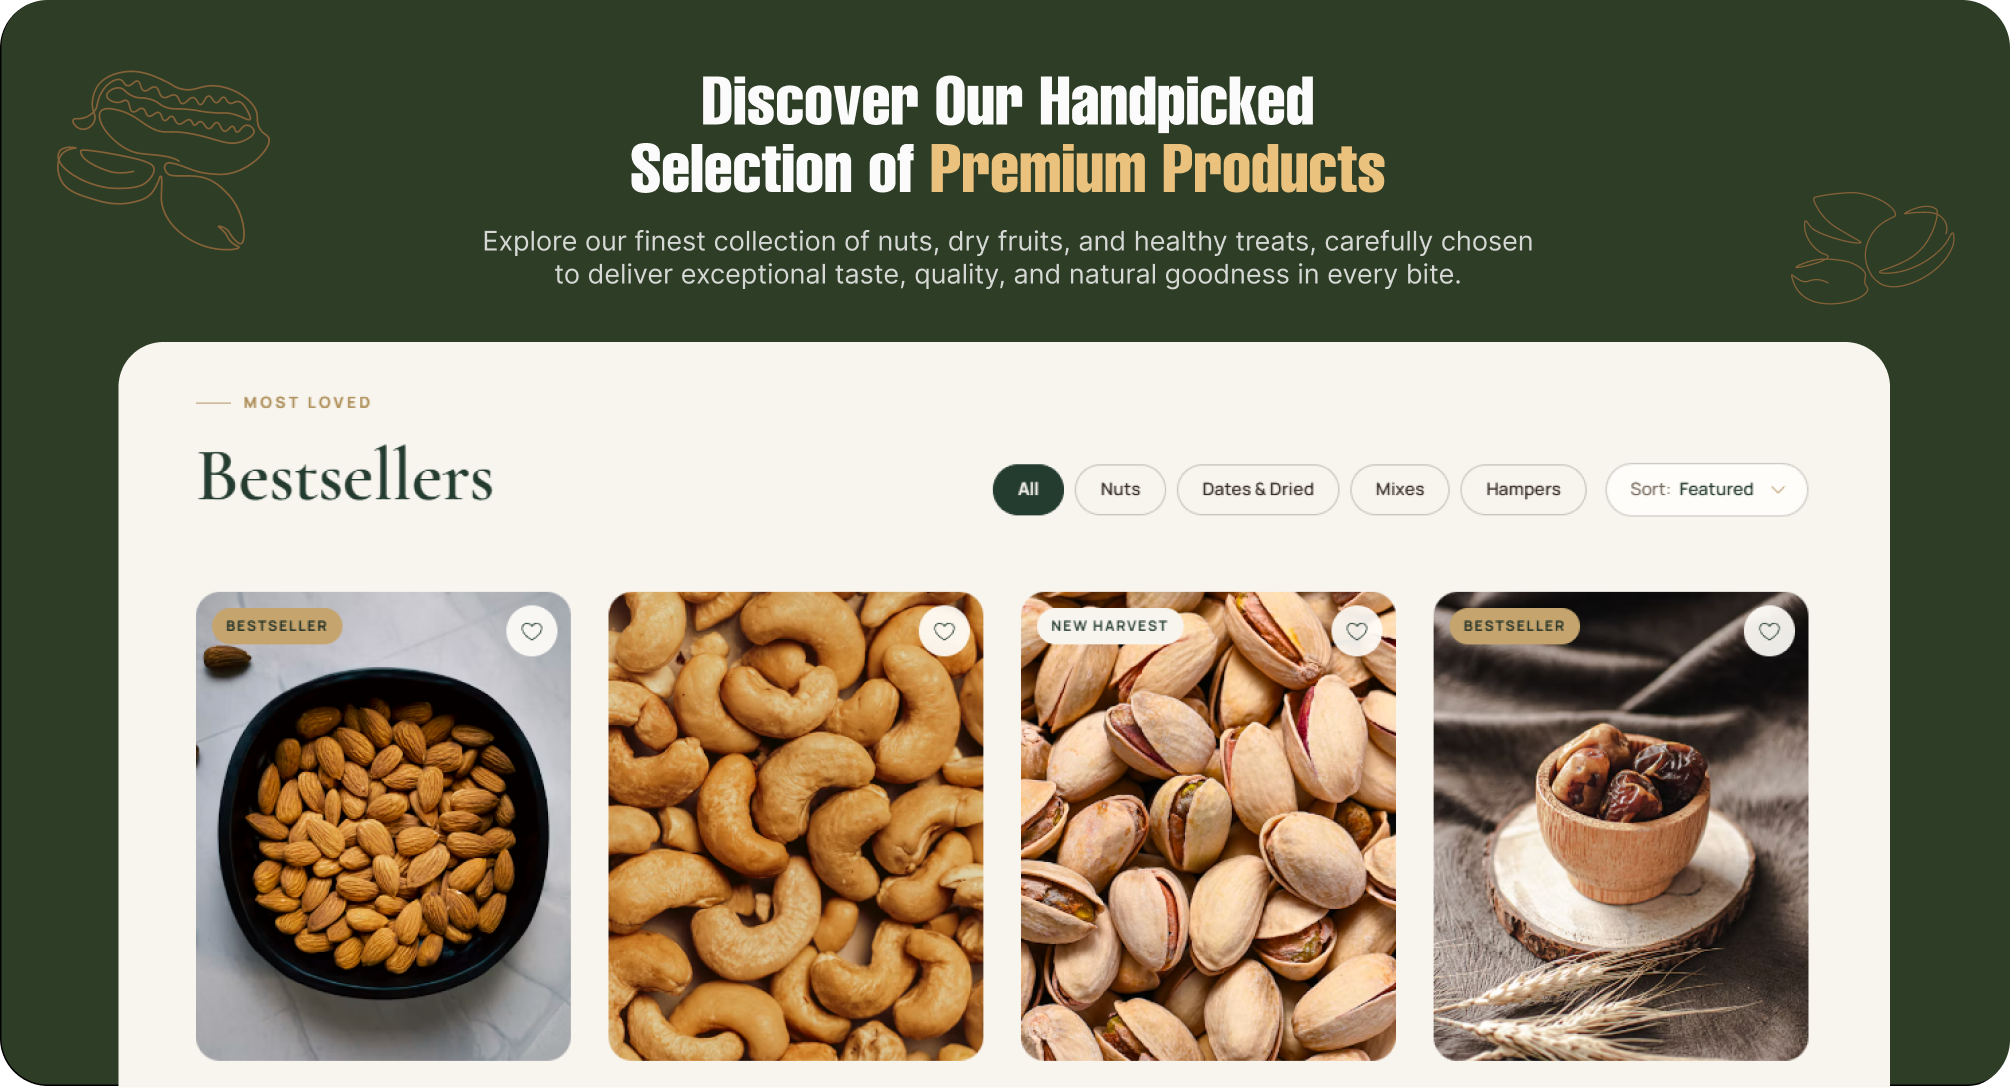 Discover Our Handpicked
Selection of Premium Products
Explore our finest collection of nuts, dry fruits, and healthy treats, carefully chosen
to deliver exceptional taste, quality, and natural goodness in every bite.
MOST LOVED
Bestsellers
All Nuts Dates & Dried Mixes Hampers Sort: Featured
BESTSELLER NEW HARVEST BESTSELLER